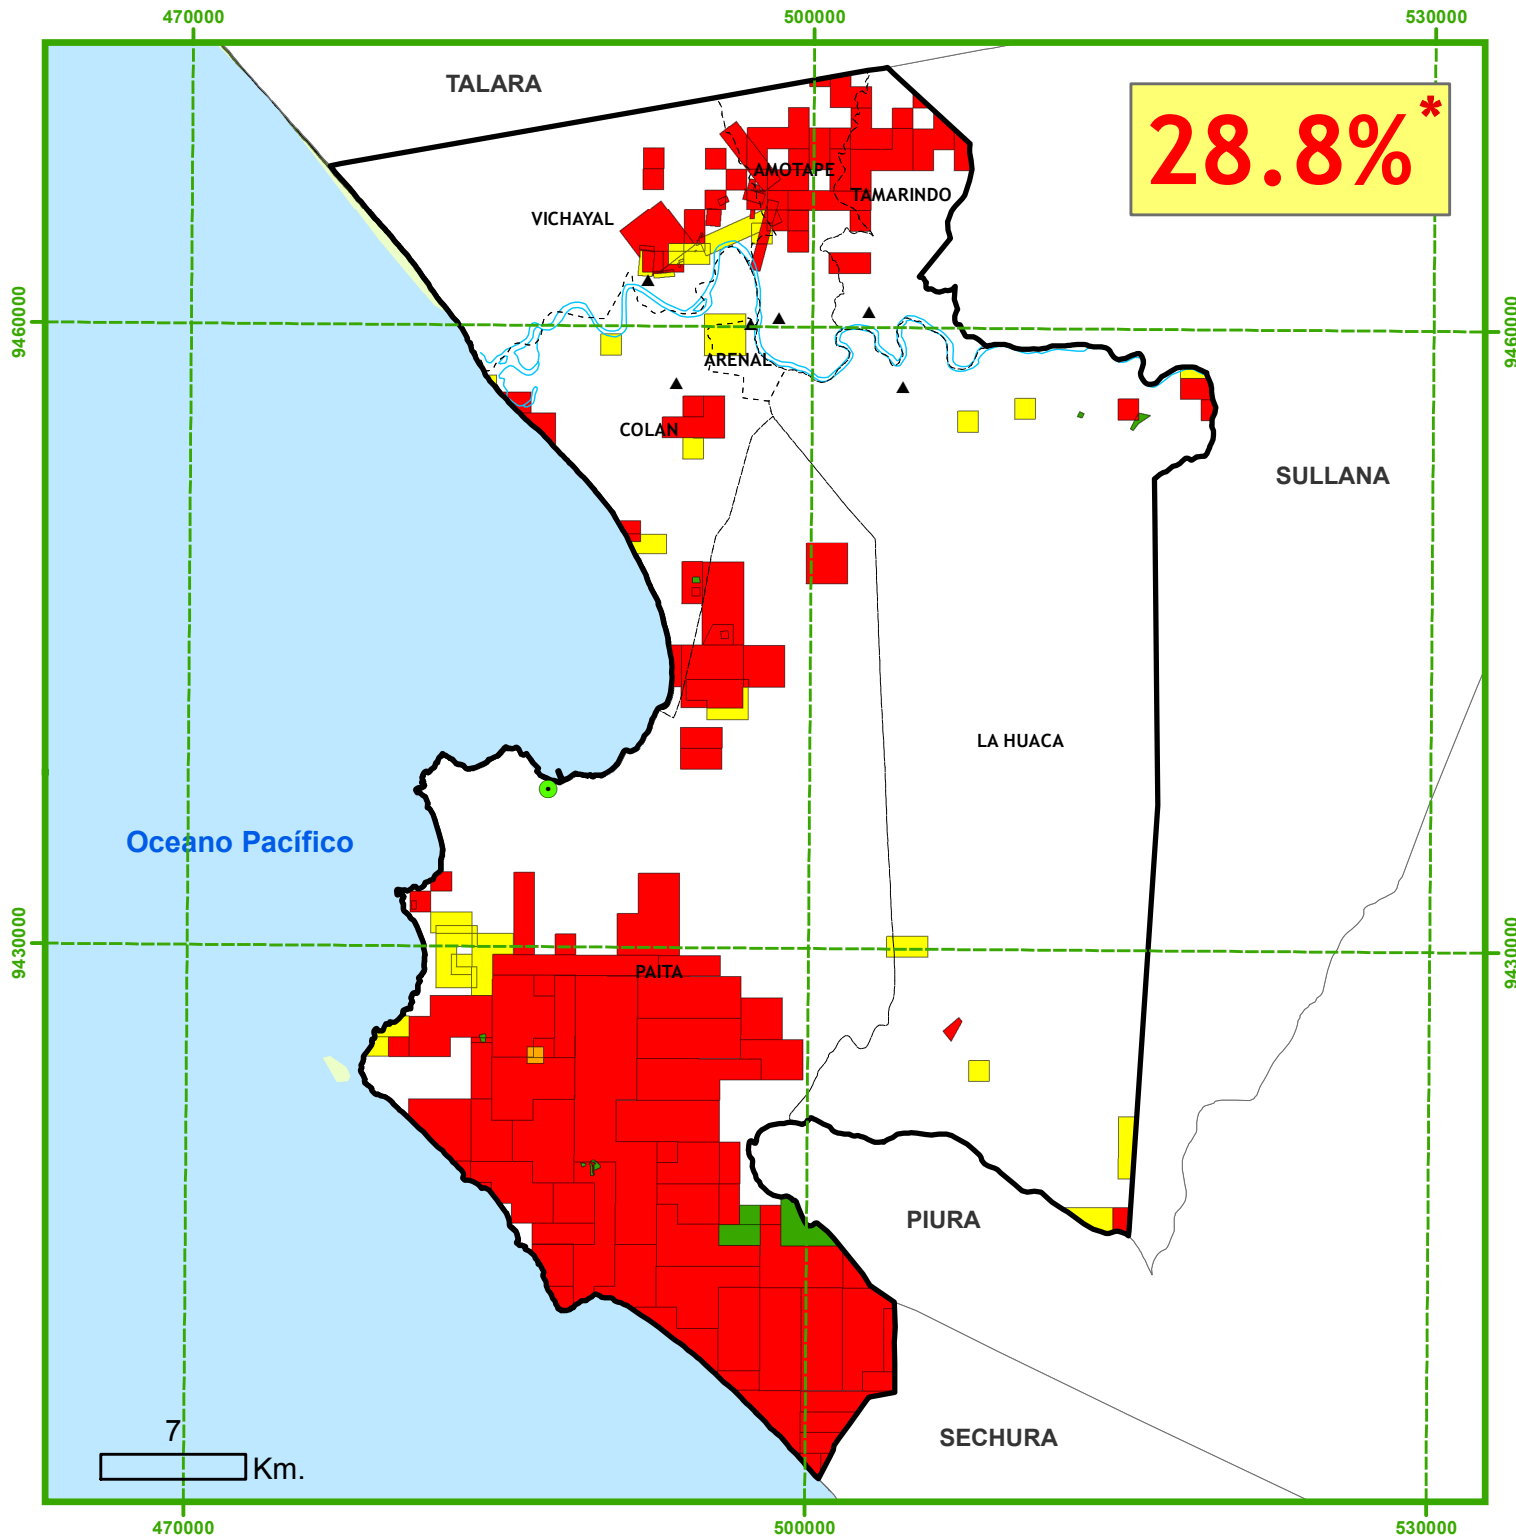 470000
500000
530000
TALARA
28.8%*
AMOTAPE
TAMARINDO
VICHAYAL
9460000
9460000
ARENAL
COLAN
SULLANA
LA HUACA
Oceano Pacífico
9430000
9430000
PAITA
PIURA
SECHURA
7
Km.
470000
500000
530000